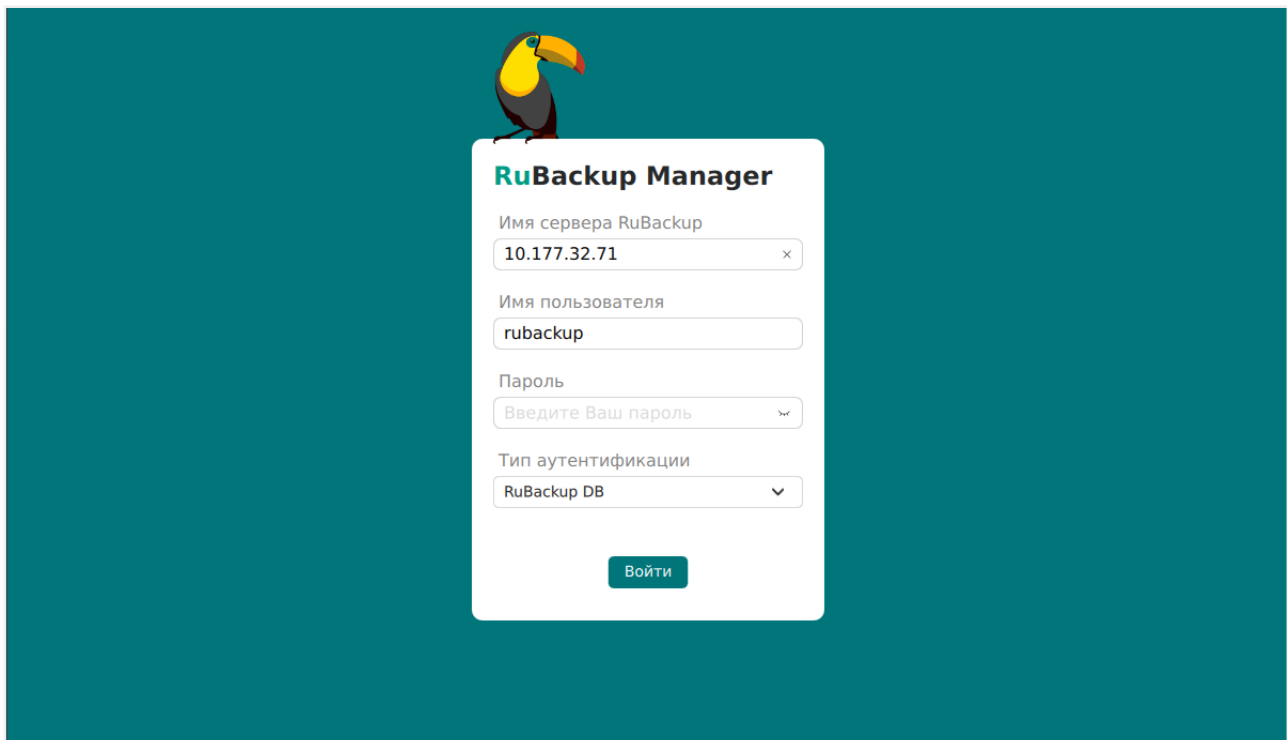 RuBackup Manager
Имя сервера RuBackup
10.177.32.71
Имя пользователя
rubackup
Пароль
Введите Ваш пароль
Тип аутентификации
RuBackup DB
Войти